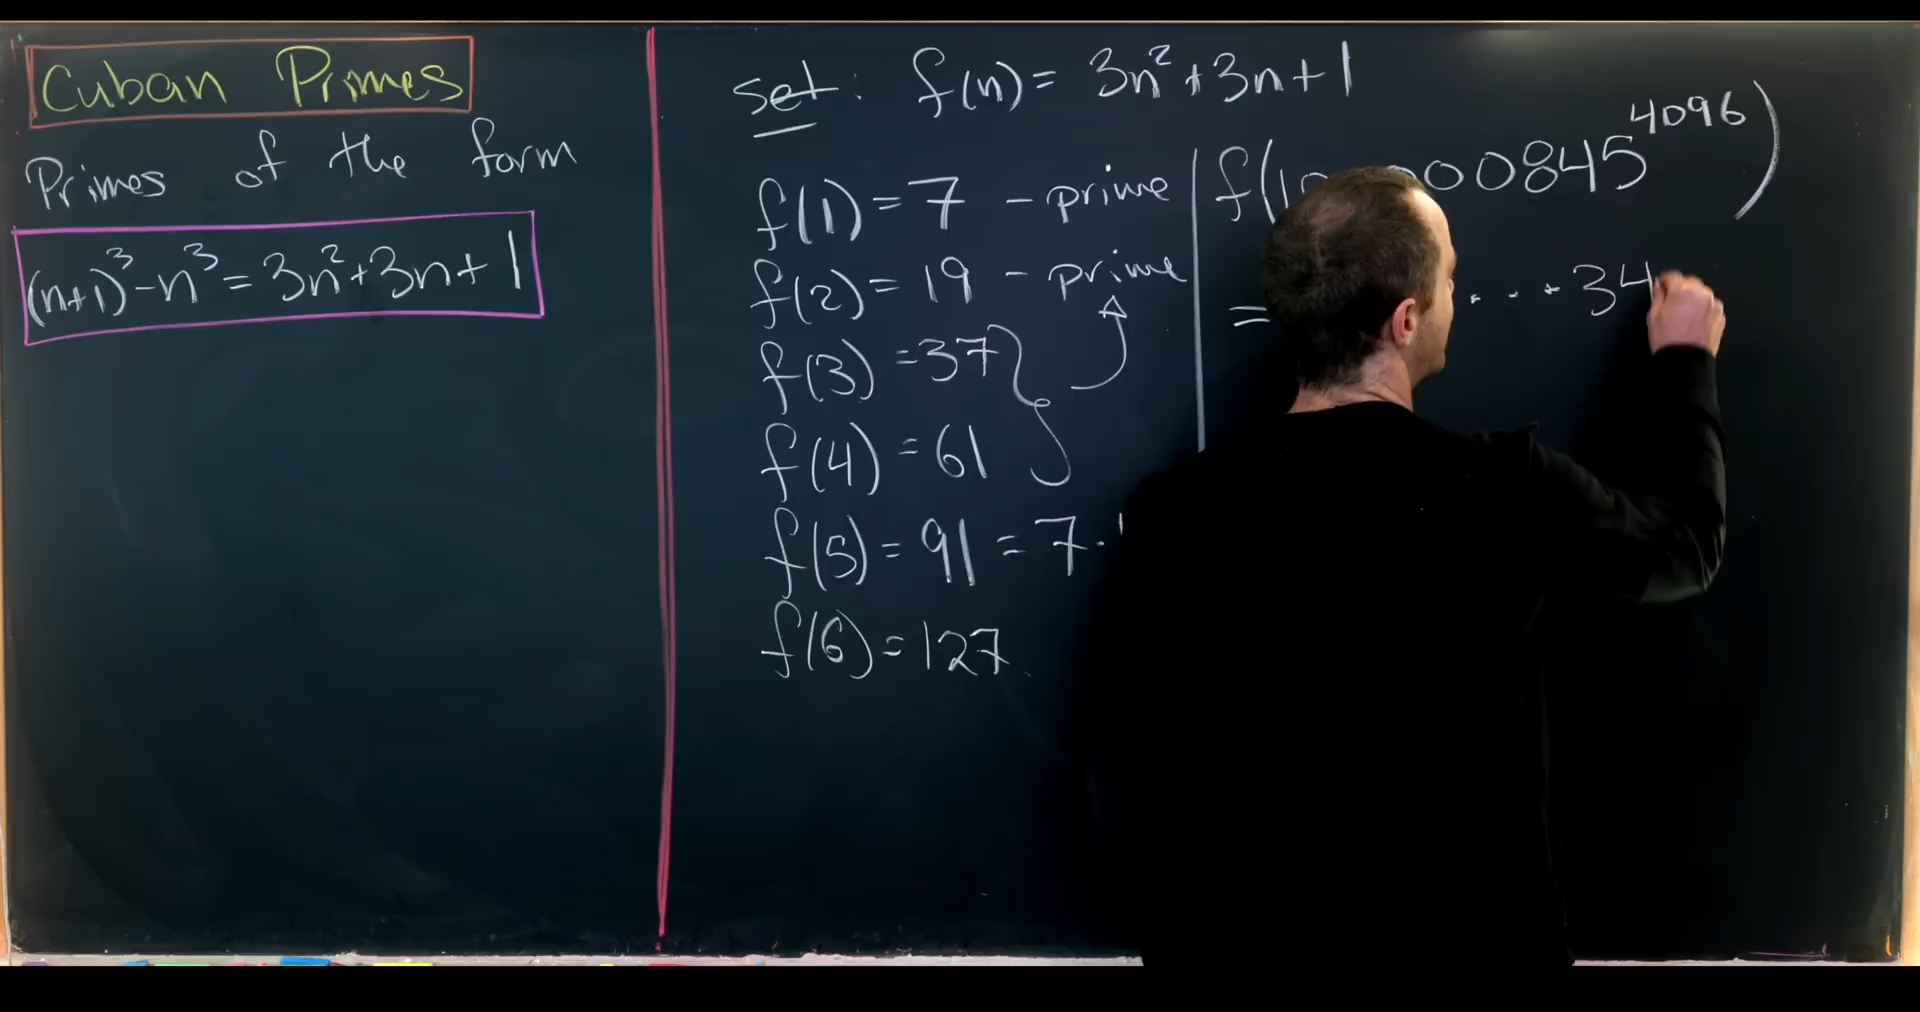 Cuban Primes
Primes of the form
(n+1)³-n³=3n²+3n+1
set: f(n)= 3n²+3n+1
f(1)=7 - prime
f(2)=19 - prime
f(3)=37
f(4)=61
f(5)=91=7·
f(6)=127
f(1 00845⁴⁰⁹⁶)
= ...34